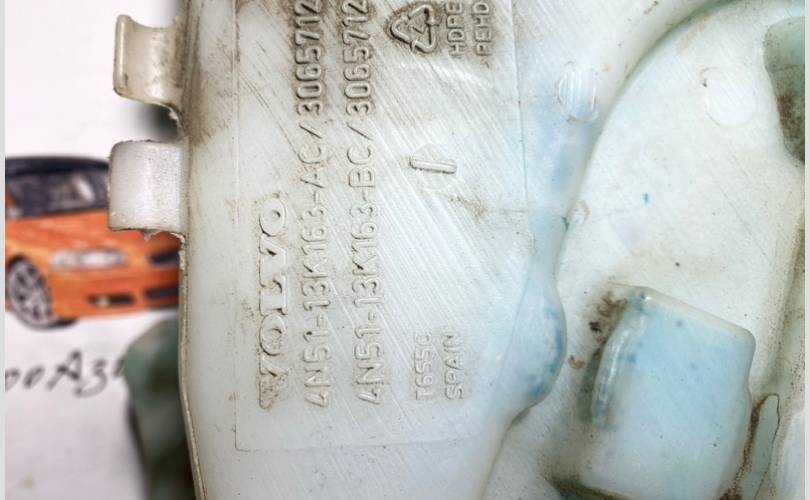 VOLVO
4N51-13K163-AC/3065712
4N51-13K163-BC/3065712
T655C
SPAIN
HDPE
PEHD